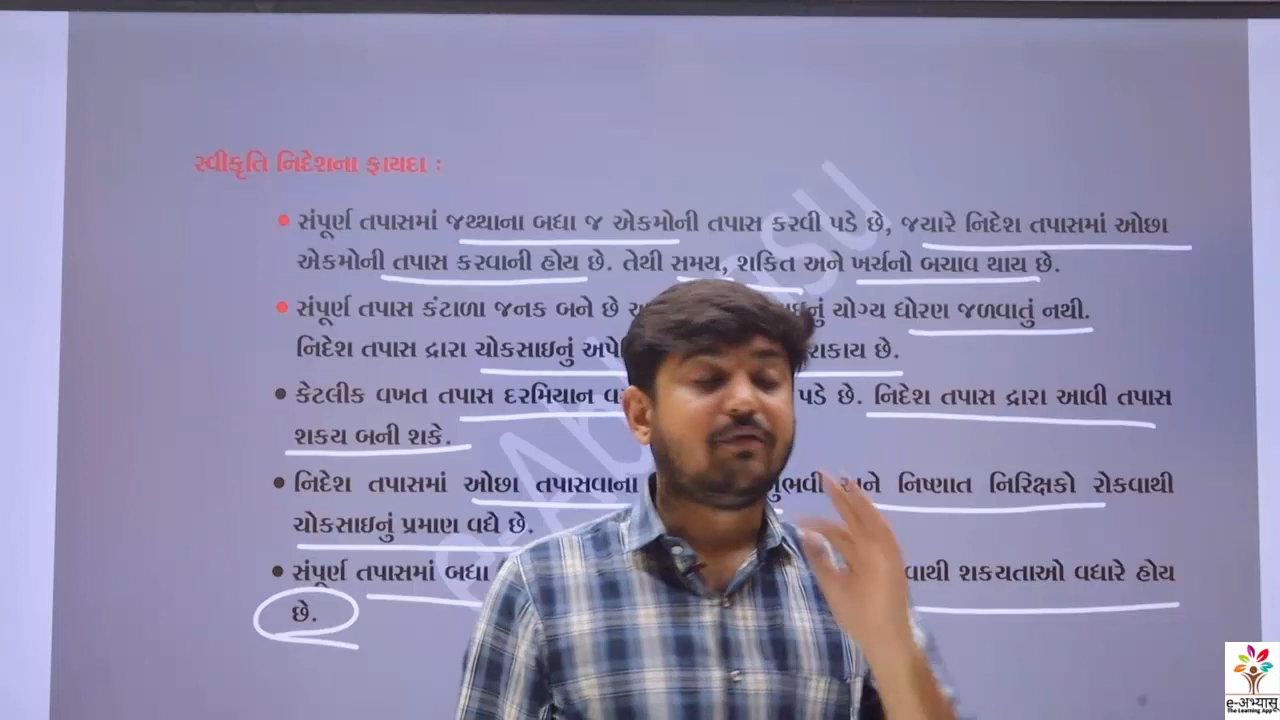 સ્વીકૃતિ નિદેશના ફાયદા :
• સંપૂર્ણ તપાસમાં જથ્થાના બધા જ એકમોની તપાસ કરવી પડે છે, જયારે નિદેશ તપાસમાં ઓછા
એકમોની તપાસ કરવાની હોય છે. તેથી સમય, શકિત અને ખર્ચનો બચાવ થાય છે.
• સંપૂર્ણ તપાસ કંટાળા જનક બને છે યોગ્ય ધોરણ જળવાતું નથી.
નિદેશ તપાસ દ્રારા ચોકસાઇનું શકાય છે.
• કેટલીક વખત તપાસ દરમિયાન પડે છે. નિદેશ તપાસ દ્રારા આવી તપાસ
શકય બની શકે.
• નિદેશ તપાસમાં ઓછા તપાસવાના અને નિષ્ણાત નિરિક્ષકો રોકવાથી
ચોકસાઇનું પ્રમાણ વધે છે.
• સંપૂર્ણ તપાસમાં બધા શકયતાઓ વધારે હોય
છે.
e-અभ्यासु
The Learning App